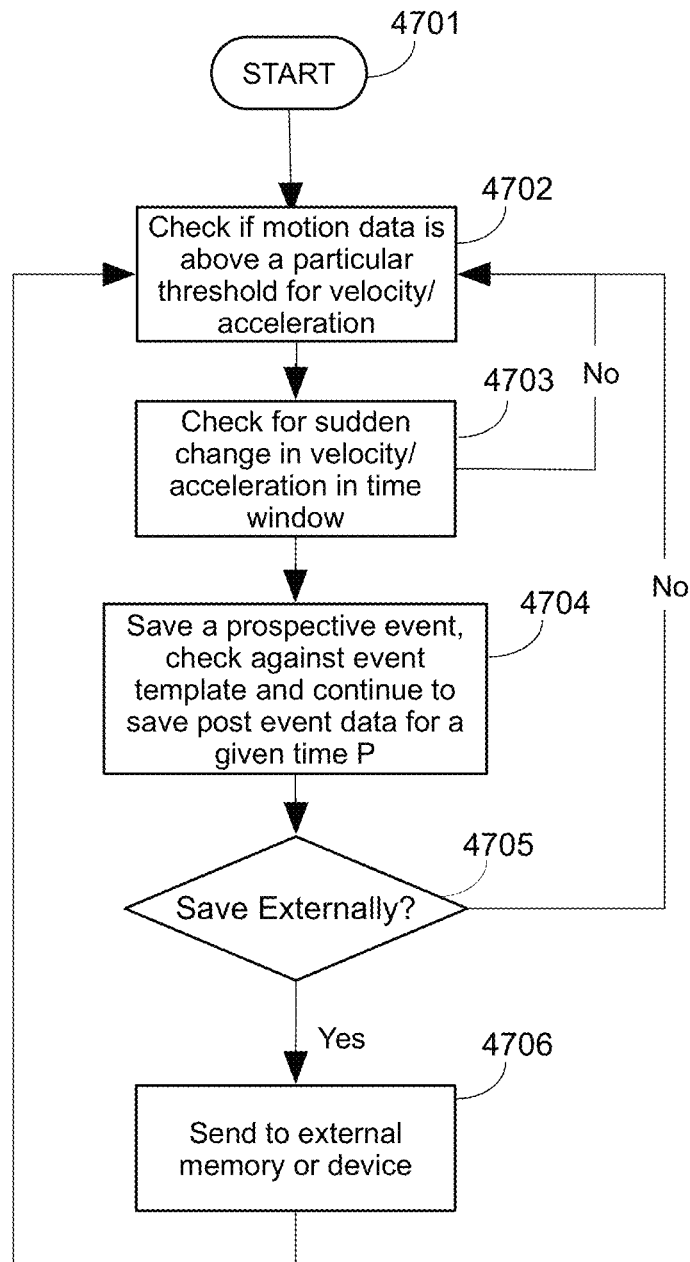 4701
START
4702
Check if motion data is
above a particular
threshold for velocity/
acceleration
4703
No
Check for sudden
change in velocity/
acceleration in time
window
No
4704
Save a prospective event,
check against event
template and continue to
save post event data for a
given time P
4705
Save Externally?
Yes
4706
Send to external
memory or device